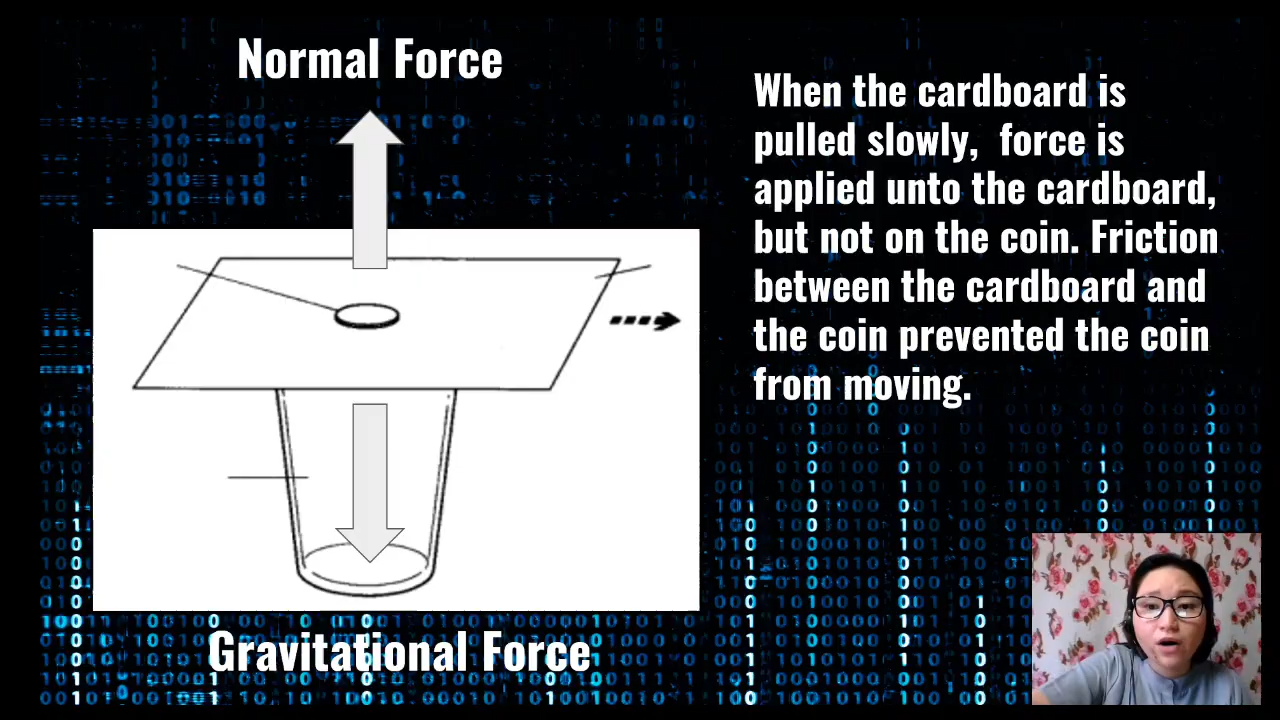 Normal Force
When the cardboard is
pulled slowly, force is
applied unto the cardboard,
but not on the coin. Friction
between the cardboard and
the coin prevented the coin
from moving.
Gravitational Force